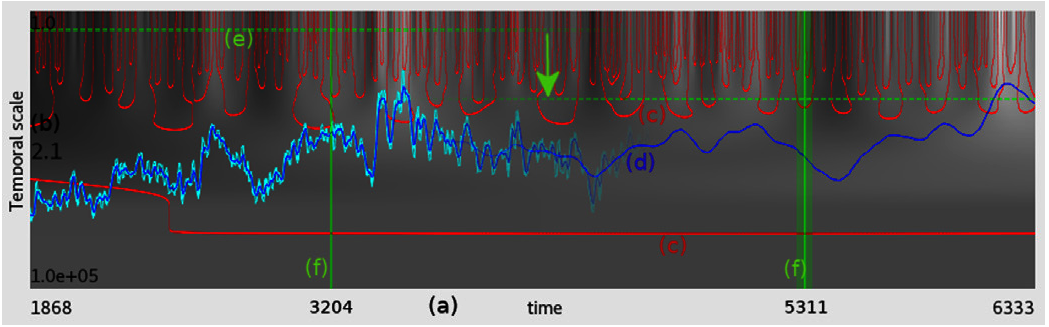 1.0
(e)
(c)
(b)
2.1
(d)
Temporal scale
(c)
(f)
(f)
1.0e+05
1868
3204
(a)
time
5311
6333